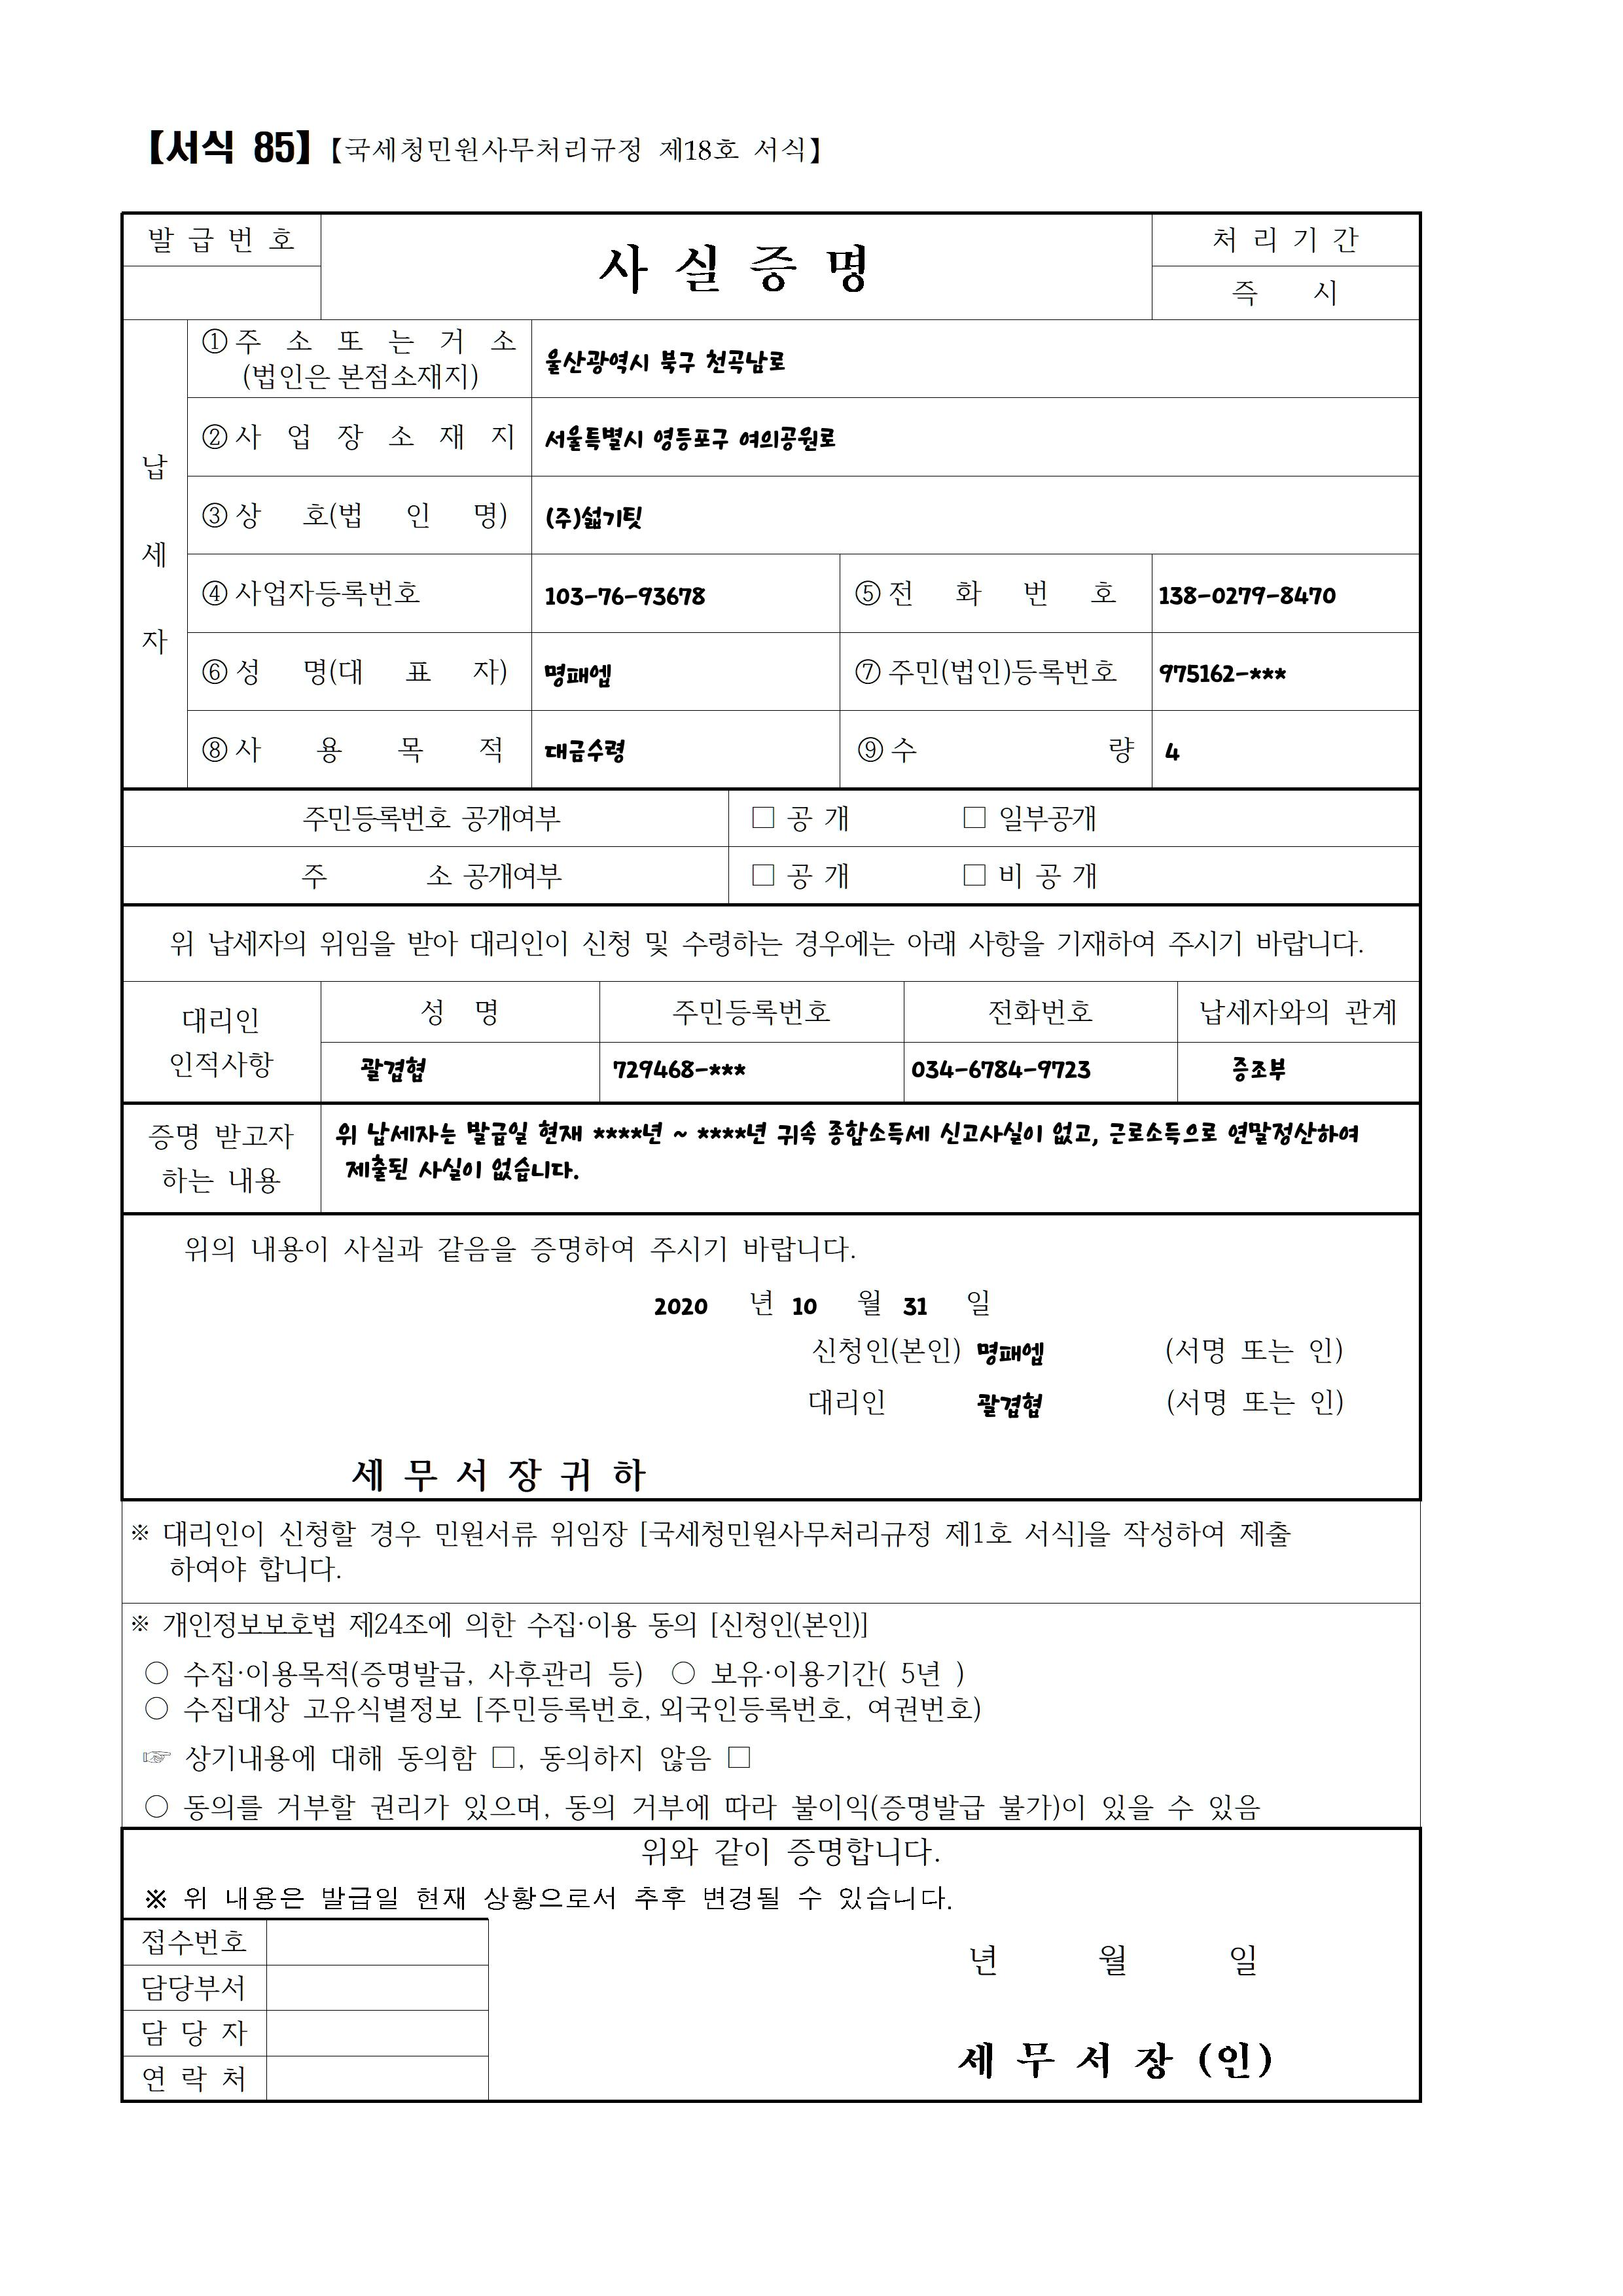 【서식 85】【국세청민원사무처리규정 제18호 서식】
발 급 번 호
사 실 증 명
처 리 기 간
즉 시
납 세 자
① 주 소 또 는 거 소
(법인은 본점소재지)
울산광역시 북구 천곡남로
② 사 업 장 소 재 지
서울특별시 영등포구 여의공원로
③ 상 호(법 인 명)
(주)섧기팃
④ 사업자등록번호
103-76-93678
⑤ 전 화 번 호
138-0279-8470
⑥ 성 명(대 표 자)
명패엡
⑦ 주민(법인)등록번호
975162-***
⑧ 사 용 목 적
대금수령
⑨ 수 량
4
주민등록번호 공개여부
□ 공 개 □ 일부공개
주 소 공개여부
□ 공 개 □ 비 공 개
위 납세자의 위임을 받아 대리인이 신청 및 수령하는 경우에는 아래 사항을 기재하여 주시기 바랍니다.
대리인
인적사항
성 명 주민등록번호 전화번호 납세자와의 관계
괄겹협 729468-*** 034-6784-9723 증조부
증명 받고자
하는 내용
위 납세자는 발급일 현재 ****년 ~ ****년 귀속 종합소득세 신고사실이 없고, 근로소득으로 연말정산하여
제출된 사실이 없습니다.
위의 내용이 사실과 같음을 증명하여 주시기 바랍니다.
2020 년 10 월 31 일
신청인(본인) 명패엡 (서명 또는 인)
대리인 괄겹협 (서명 또는 인)
세 무 서 장 귀 하
※ 대리인이 신청할 경우 민원서류 위임장 [국세청민원사무처리규정 제1호 서식]을 작성하여 제출
하여야 합니다.
※ 개인정보보호법 제24조에 의한 수집·이용 동의 [신청인(본인)]
○ 수집·이용목적(증명발급, 사후관리 등) ○ 보유·이용기간( 5년 )
○ 수집대상 고유식별정보 [주민등록번호, 외국인등록번호, 여권번호)
☞ 상기내용에 대해 동의함 □, 동의하지 않음 □
○ 동의를 거부할 권리가 있으며, 동의 거부에 따라 불이익(증명발급 불가)이 있을 수 있음
위와 같이 증명합니다.
※ 위 내용은 발급일 현재 상황으로서 추후 변경될 수 있습니다.
접수번호
담당부서
담 당 자
연 락 처
년 월 일
세 무 서 장 (인)